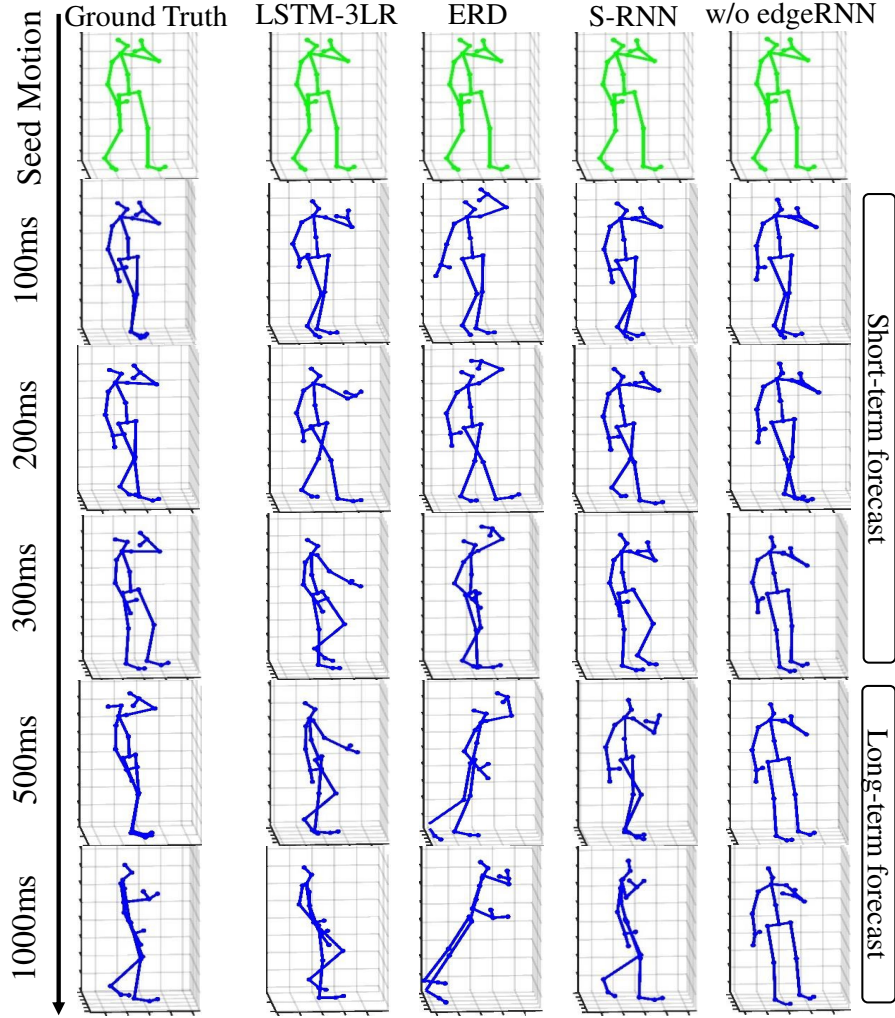 Ground Truth LSTM-3LR ERD S-RNN w/o edgeRNN
Seed Motion
100ms
200ms
300ms
500ms
1000ms
Short-term forecast
Long-term forecast